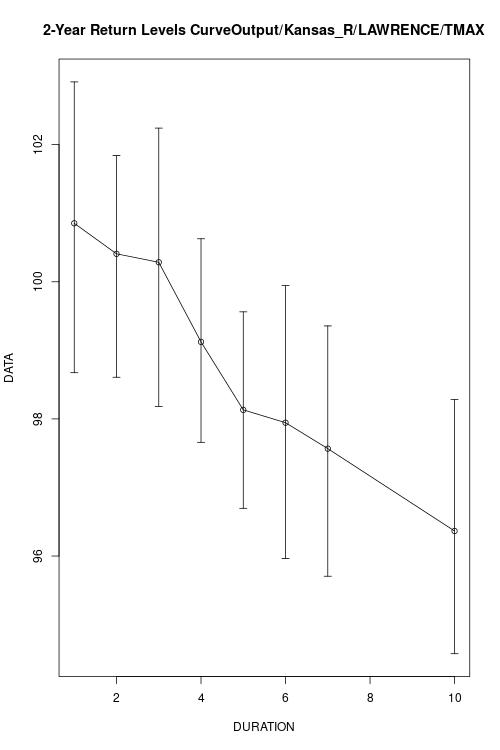 2-Year Return Levels CurveOutput/Kansas_R/LAWRENCE/TMAX
102
100
98
96
DATA
2 4 6 8 10
DURATION